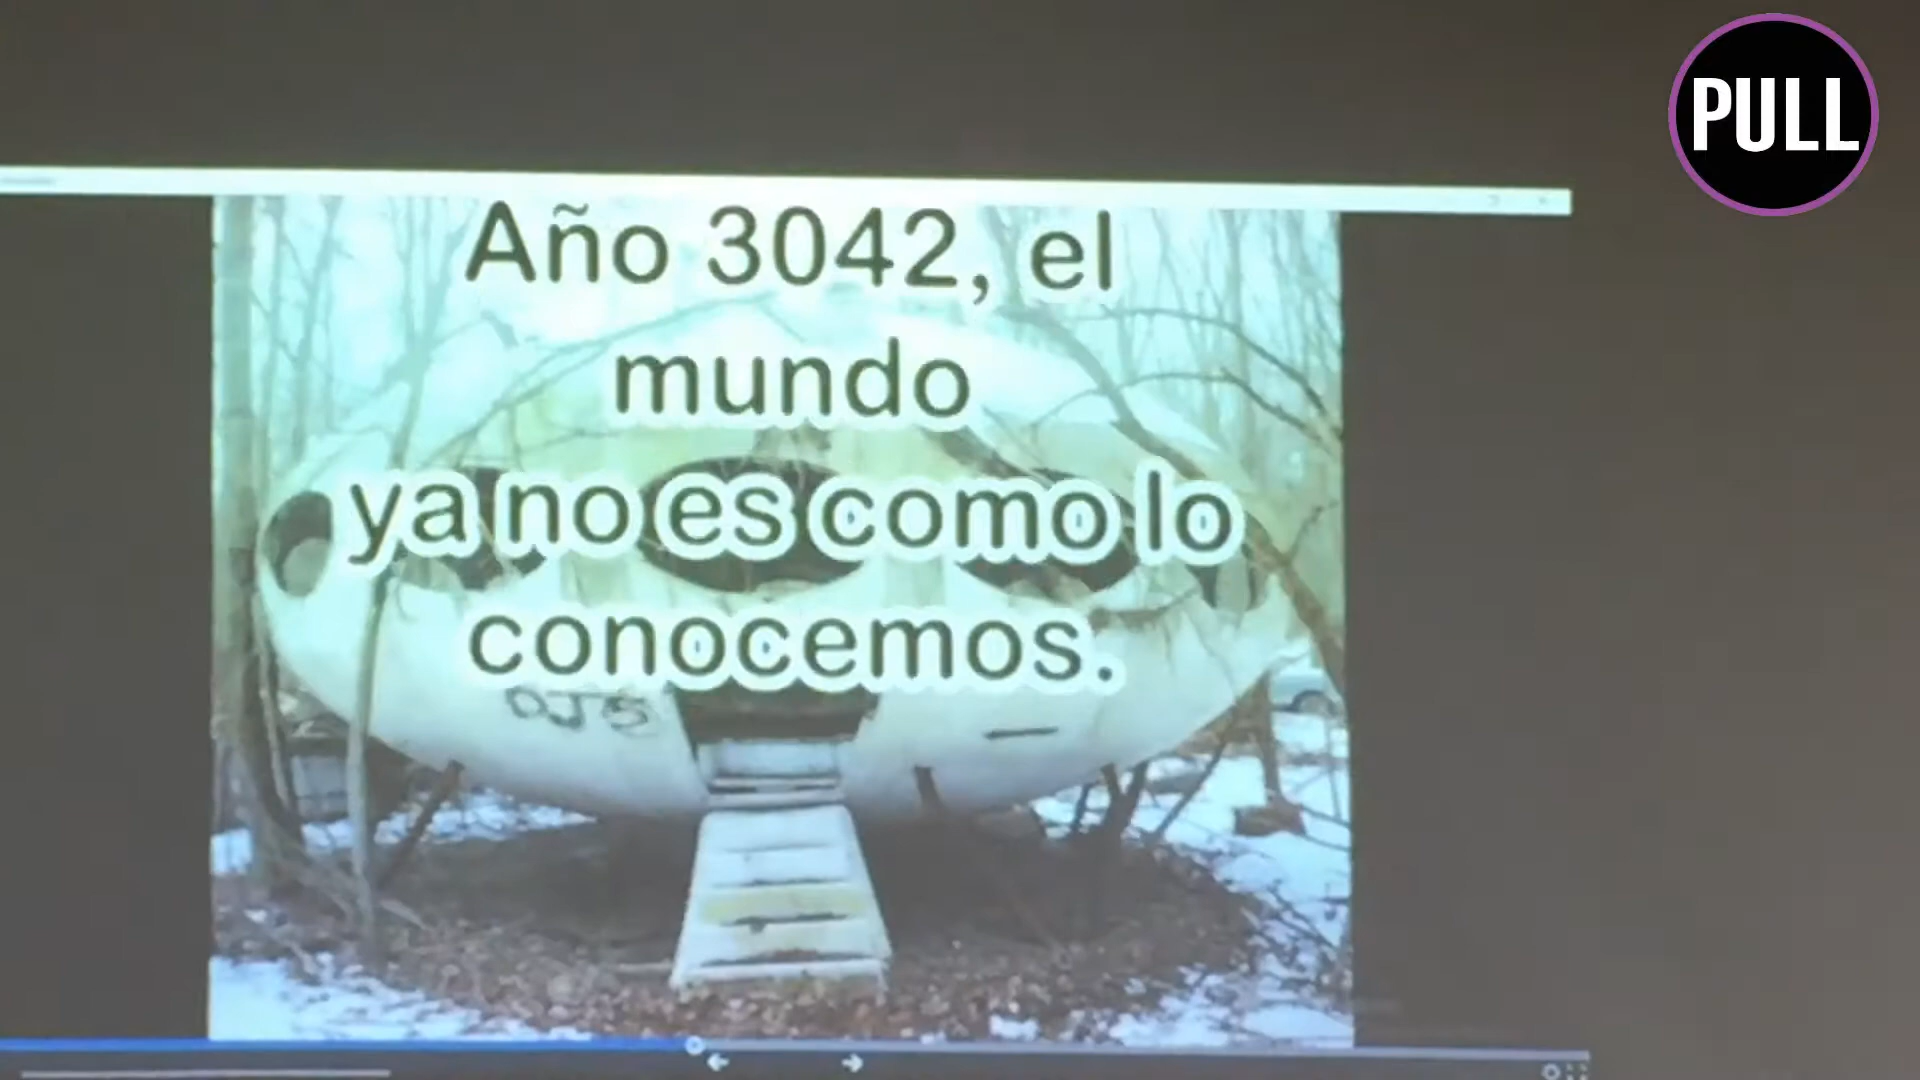 PULL
Año 3042, el
mundo
ya no es como lo
conocemos.